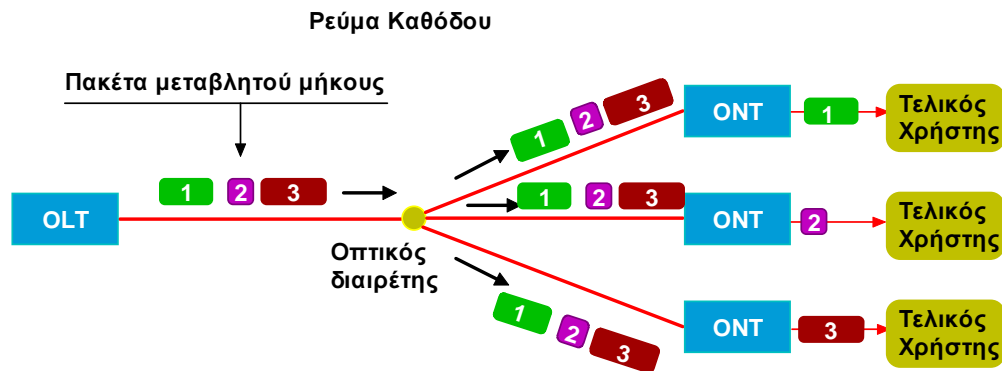 Ρεύμα Καθόδου
Πακέτα μεταβλητού μήκους
1 2 3
OLT
Οπτικός
διαιρέτης
1 2 3
ONT
1
Τελικός
Χρήστης
1 2 3
ONT
2
Τελικός
Χρήστης
1 2 3
ONT
3
Τελικός
Χρήστης